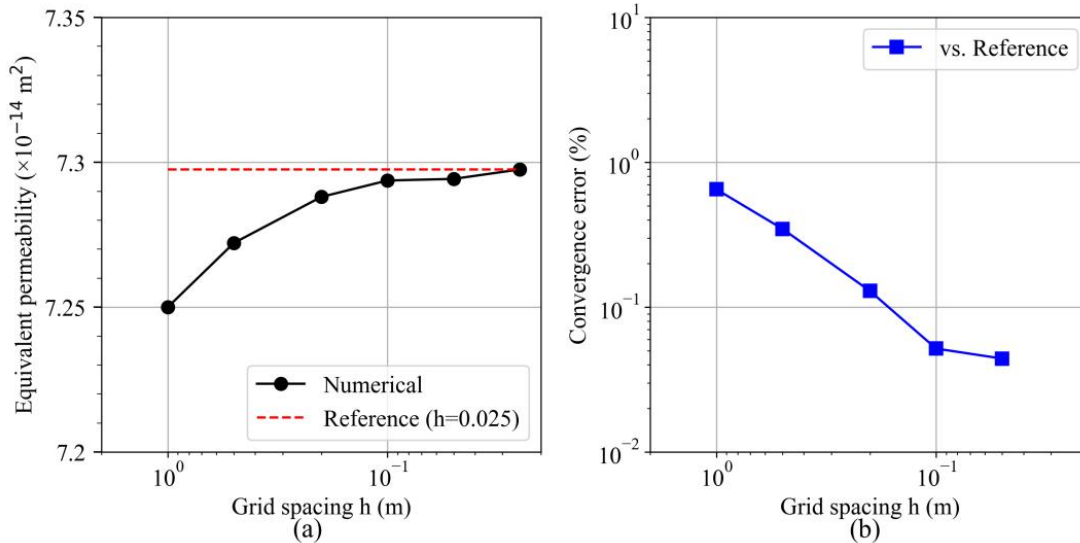 7.35
7.3
7.25
7.2
Equivalent permeability (×10⁻¹⁴ m²)
Numerical
Reference (h=0.025)
10⁰
10⁻¹
Grid spacing h (m)
(a)
10¹
10⁰
10⁻¹
10⁻²
Convergence error (%)
vs. Reference
10⁰
10⁻¹
Grid spacing h (m)
(b)